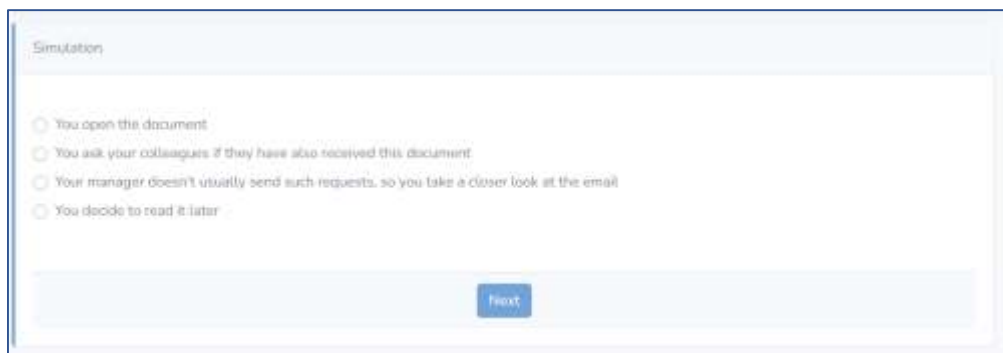 Simulation
You open the document
You ask your colleagues if they have also received this document
Your manager doesn't usually send such requests, so you take a closer look at the email
You decide to read it later
Next